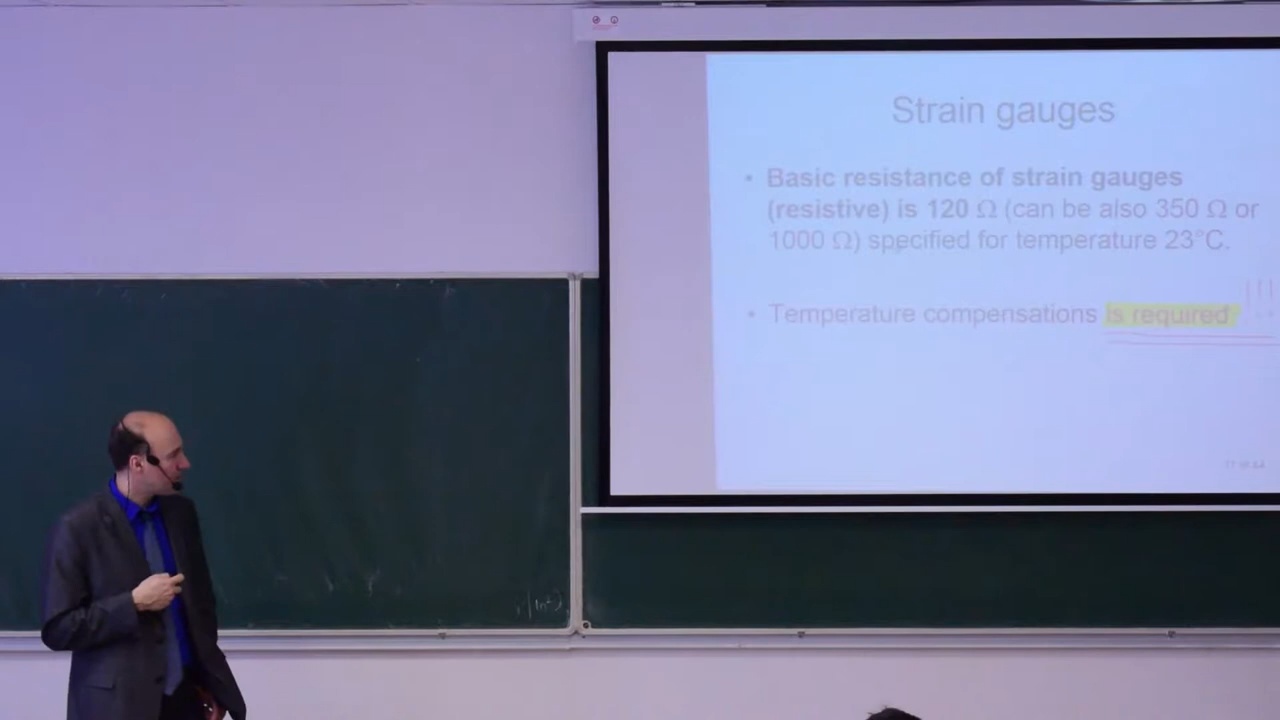 Strain gauges
• Basic resistance of strain gauges
(resistive) is 120 Ω (can be also 350 Ω or
1000 Ω) specified for temperature 23°C.
• Temperature compensations is required